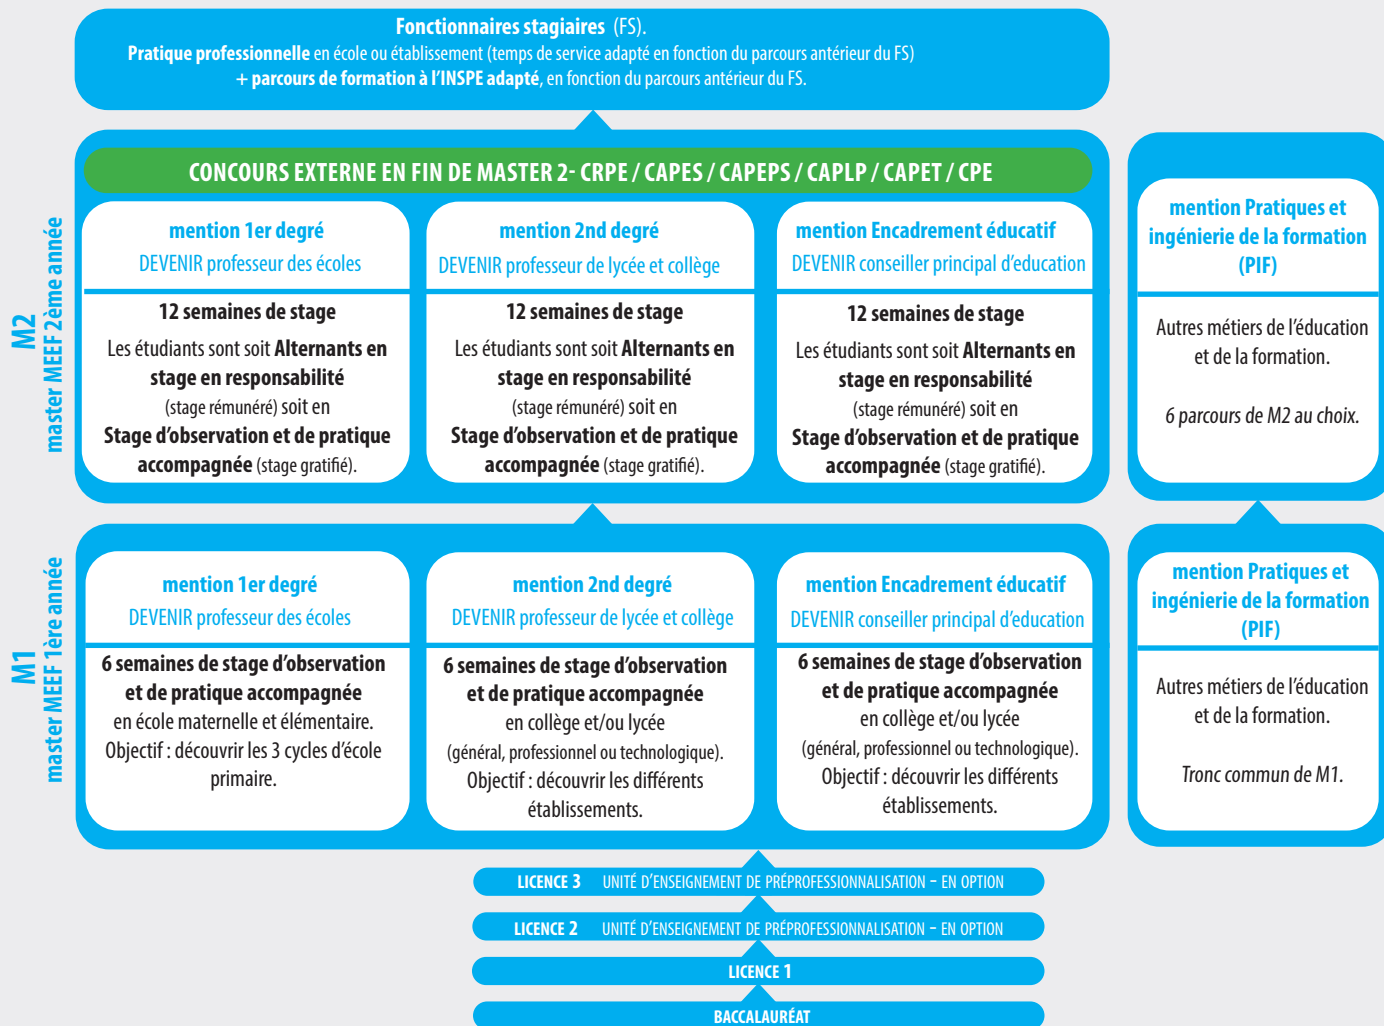 Fonctionnaires stagiaires (FS).
Pratique professionnelle en école ou établissement (temps de service adapté en fonction du parcours antérieur du FS)
+ parcours de formation à l'INSPE adapté, en fonction du parcours antérieur du FS.
M2
master MEEF 2ème année
CONCOURS EXTERNE EN FIN DE MASTER 2- CRPE / CAPES / CAPEPS / CAPLP / CAPET / CPE
mention 1er degré
DEVENIR professeur des écoles
12 semaines de stage
Les étudiants sont soit Alternants en
stage en responsabilité
(stage rémunéré) soit en
Stage d'observation et de pratique
accompagnée (stage gratifié).
mention 2nd degré
DEVENIR professeur de lycée et collège
12 semaines de stage
Les étudiants sont soit Alternants en
stage en responsabilité
(stage rémunéré) soit en
Stage d'observation et de pratique
accompagnée (stage gratifié).
mention Encadrement éducatif
DEVENIR conseiller principal d'education
12 semaines de stage
Les étudiants sont soit Alternants en
stage en responsabilité
(stage rémunéré) soit en
Stage d'observation et de pratique
accompagnée (stage gratifié).
mention Pratiques et
ingénierie de la formation
(PIF)
Autres métiers de l'éducation
et de la formation.
6 parcours de M2 au choix.
M1
master MEEF 1ère année
mention 1er degré
DEVENIR professeur des écoles
6 semaines de stage d'observation
et de pratique accompagnée
en école maternelle et élémentaire.
Objectif : découvrir les 3 cycles d'école
primaire.
mention 2nd degré
DEVENIR professeur de lycée et collège
6 semaines de stage d'observation
et de pratique accompagnée
en collège et/ou lycée
(général, professionnel ou technologique).
Objectif : découvrir les différents
établissements.
mention Encadrement éducatif
DEVENIR conseiller principal d'education
6 semaines de stage d'observation
et de pratique accompagnée
en collège et/ou lycée
(général, professionnel ou technologique).
Objectif : découvrir les différents
établissements.
mention Pratiques et
ingénierie de la formation
(PIF)
Autres métiers de l'éducation
et de la formation.
Tronc commun de M1.
LICENCE 3 UNITÉ D'ENSEIGNEMENT DE PRÉPROFESSIONNALISATION – EN OPTION
LICENCE 2 UNITÉ D'ENSEIGNEMENT DE PRÉPROFESSIONNALISATION – EN OPTION
LICENCE 1
BACCALAURÉAT